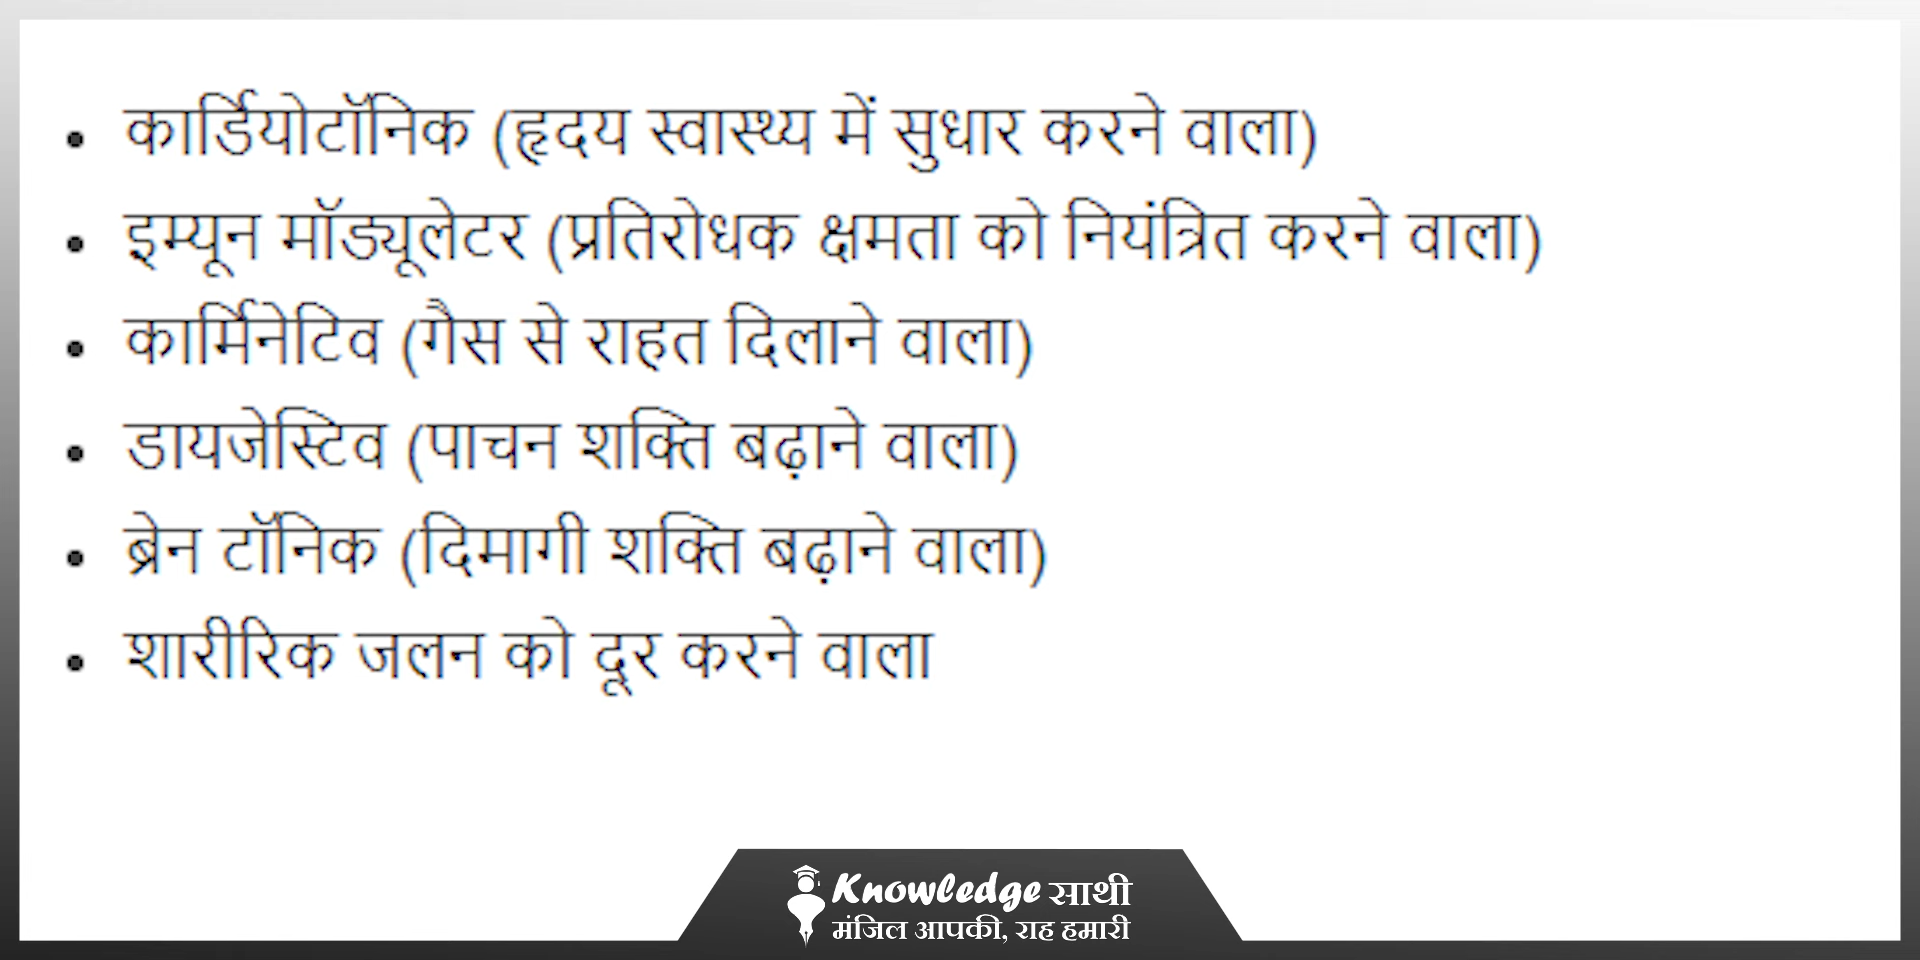 • कार्डियोटॉनिक (हृदय स्वास्थ्य में सुधार करने वाला)
• इम्यून मॉड्यूलेटर (प्रतिरोधक क्षमता को नियंत्रित करने वाला)
• कार्मिनेटिव (गैस से राहत दिलाने वाला)
• डायजेस्टिव (पाचन शक्ति बढ़ाने वाला)
• ब्रेन टॉनिक (दिमागी शक्ति बढ़ाने वाला)
• शारीरिक जलन को दूर करने वाला
Knowledge साथी
मंजिल आपकी, राह हमारी